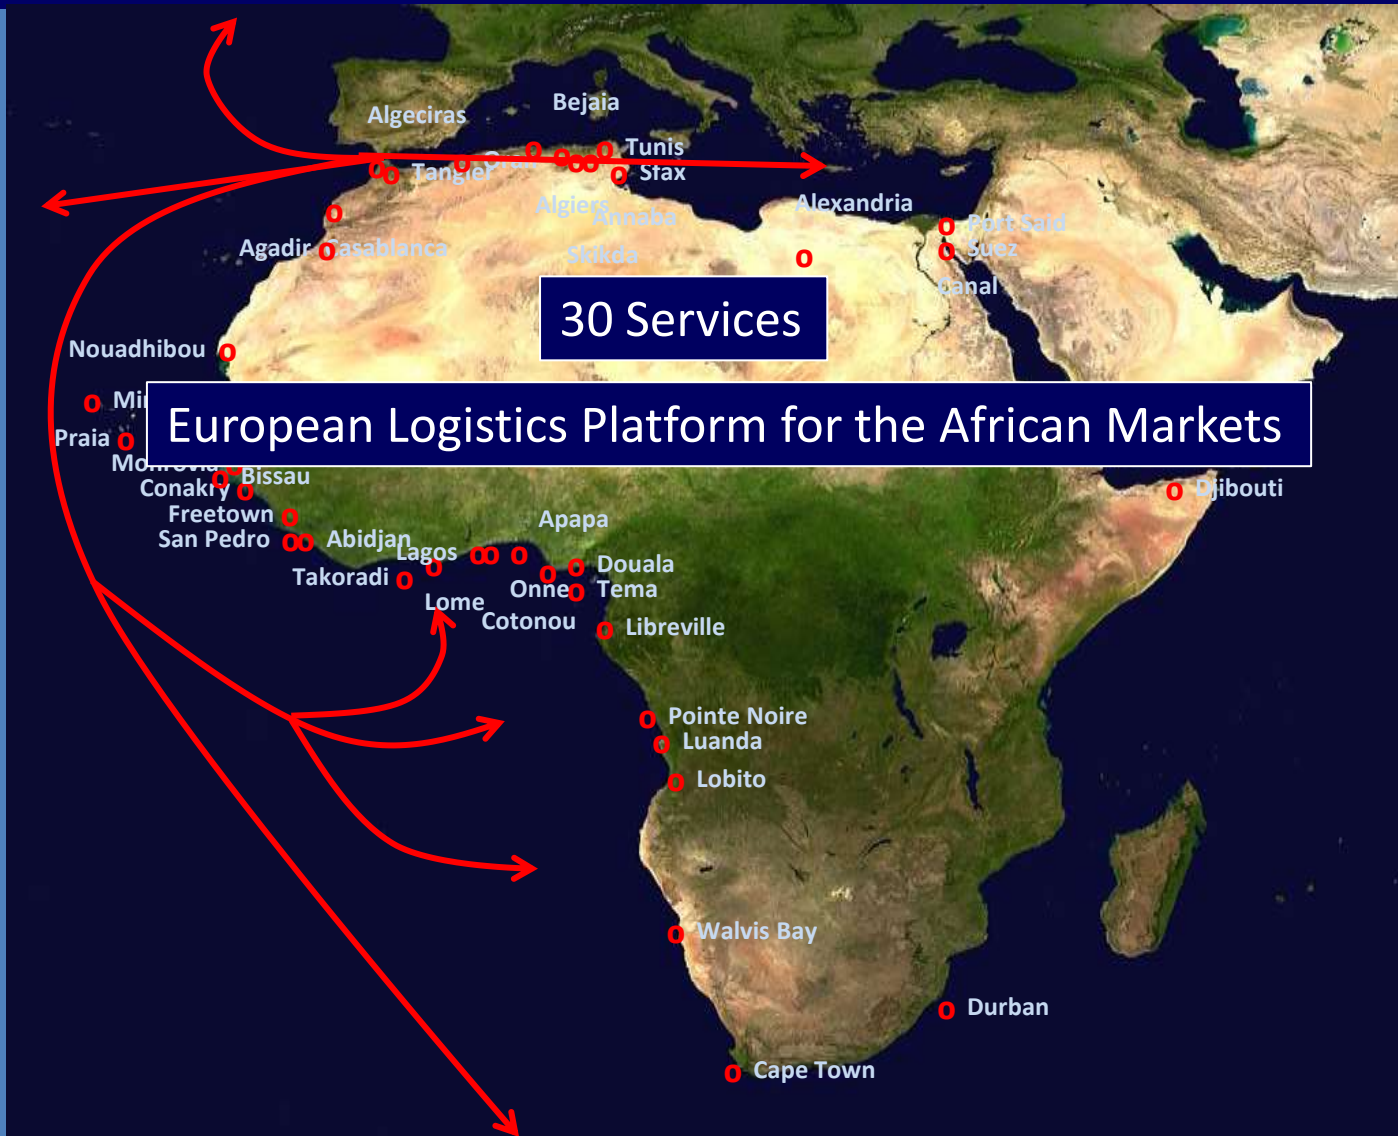 Algeciras
Bejaia
Tunis
Tangier
Sfax
Algiers
Annaba
Alexandria
Port Said
Agadir
Casablanca
Skikda
Suez
Canal
30 Services
Nouadhibou
European Logistics Platform for the African Markets
Praia
Monrovia
Bissau
Conakry
Djibouti
Freetown
Apapa
San Pedro
Abidjan
Lagos
Takoradi
Douala
Onne
Tema
Lome
Cotonou
Libreville
Pointe Noire
Luanda
Lobito
Walvis Bay
Durban
Cape Town